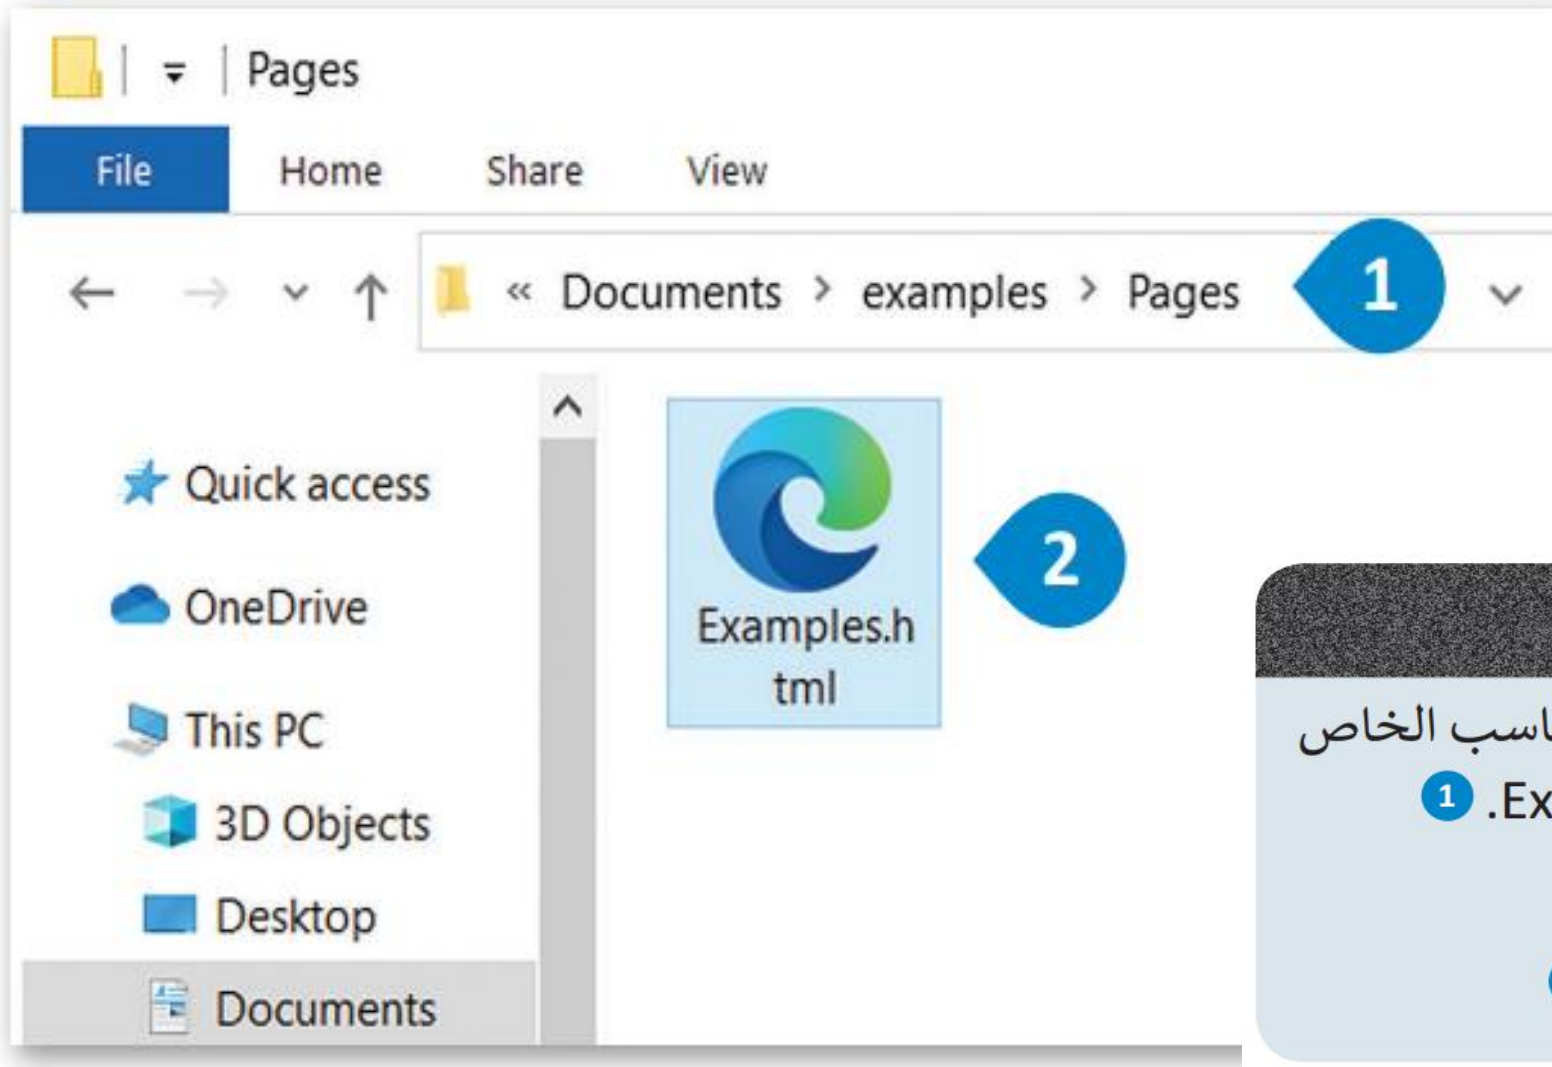 Pages
File Home Share View
« Documents > examples > Pages 1
Quick access
OneDrive
This PC
3D Objects
Desktop
Documents
Examples.h
tml
2
الخاص
1 .Ex